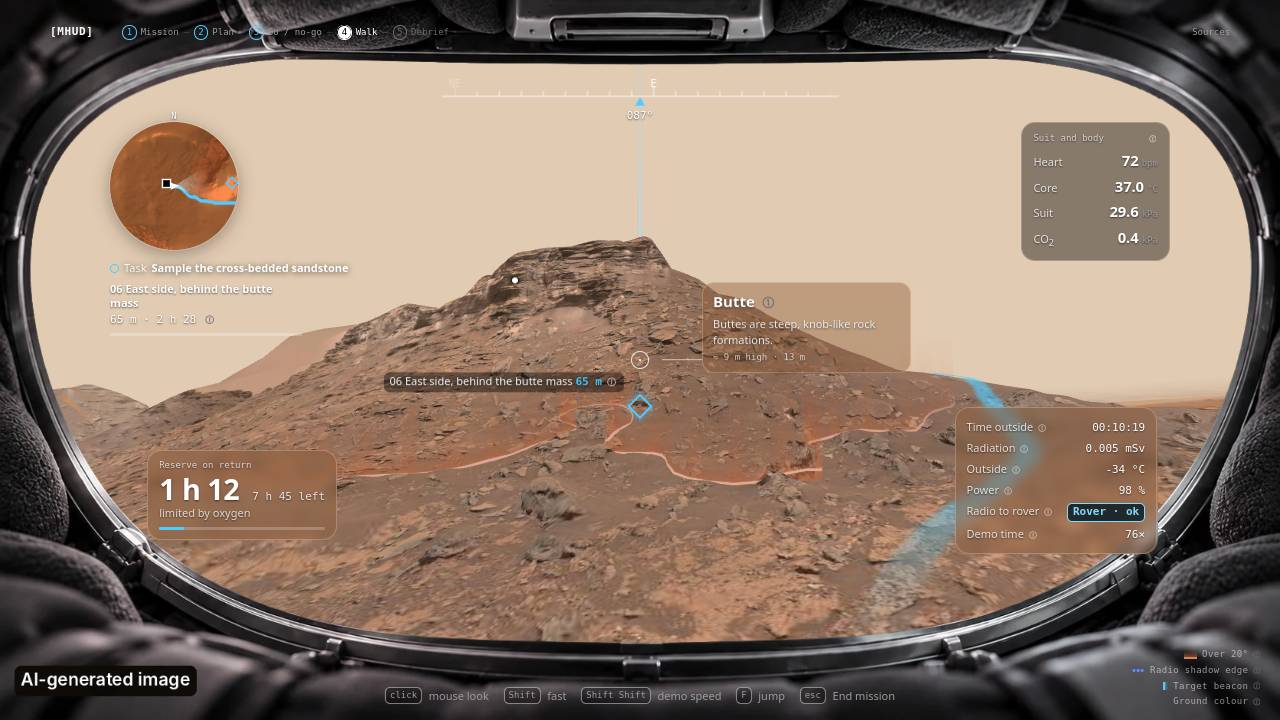 [MHUD]
1 Mission
2 Plan
3 / no-go
4 Walk
5 Debrief
Sources
NE
E
087°
N
Task Sample the cross-bedded sandstone
06 East side, behind the butte
mass
65 m · 2 h 28
Suit and body
Heart 72 bpm
Core 37.0 °C
Suit 29.6 kPa
CO2 0.4 kPa
Butte
Buttes are steep, knob-like rock
formations.
≈ 9 m high · 13 m
06 East side, behind the butte mass 65 m
Reserve on return
1 h 12 7 h 45 left
limited by oxygen
Time outside 00:10:19
Radiation 0.005 mSv
Outside -34 °C
Power 98 %
Radio to rover Rover · ok
Demo time 76×
Over 20°
Radio shadow edge
Target beacon
Ground colour
AI-generated image
click mouse look Shift fast Shift Shift demo speed F jump esc End mission